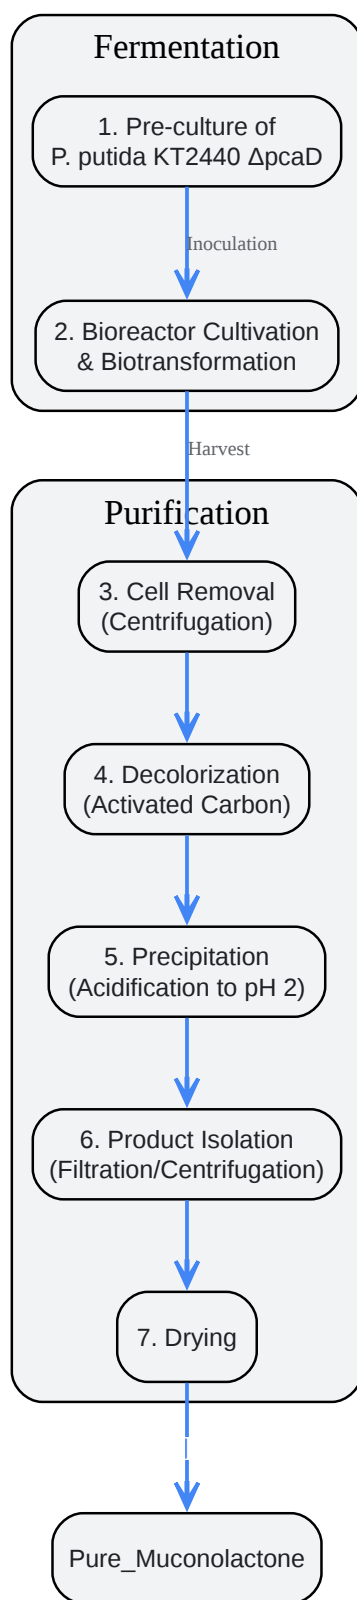 Fermentation
1. Pre-culture of
P. putida KT2440 ΔpcaD
Inoculation
2. Bioreactor Cultivation
& Biotransformation
Harvest
Purification
3. Cell Removal
(Centrifugation)
4. Decolorization
(Activated Carbon)
5. Precipitation
(Acidification to pH 2)
6. Product Isolation
(Filtration/Centrifugation)
7. Drying
Pure_Muconolactone